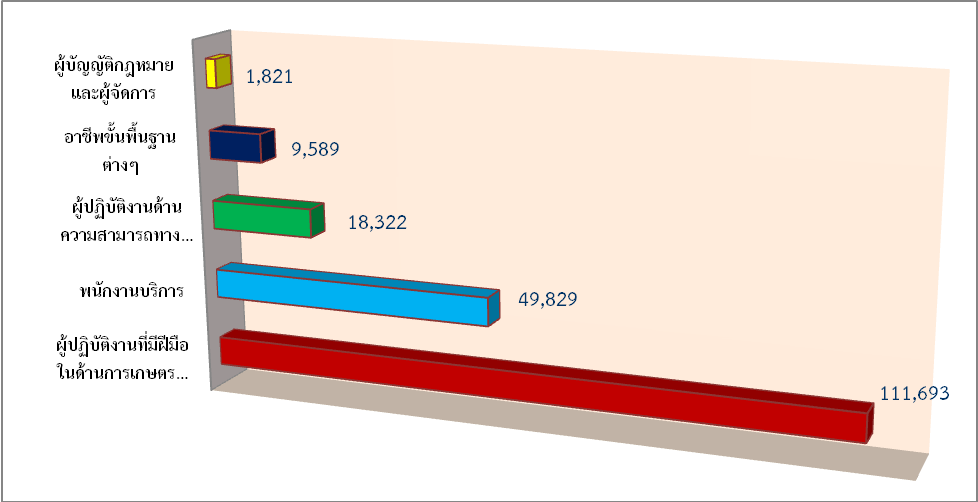 ผู้บัญญัติกฎหมาย
และผู้จัดการ
1,821
อาชีพขั้นพื้นฐาน
ต่างๆ
9,589
ผู้ปฏิบัติงานด้าน
ความสามารถทาง...
18,322
พนักงานบริการ
49,829
ผู้ปฏิบัติงานที่มีฝีมือ
ในด้านการเกษตร...
111,693